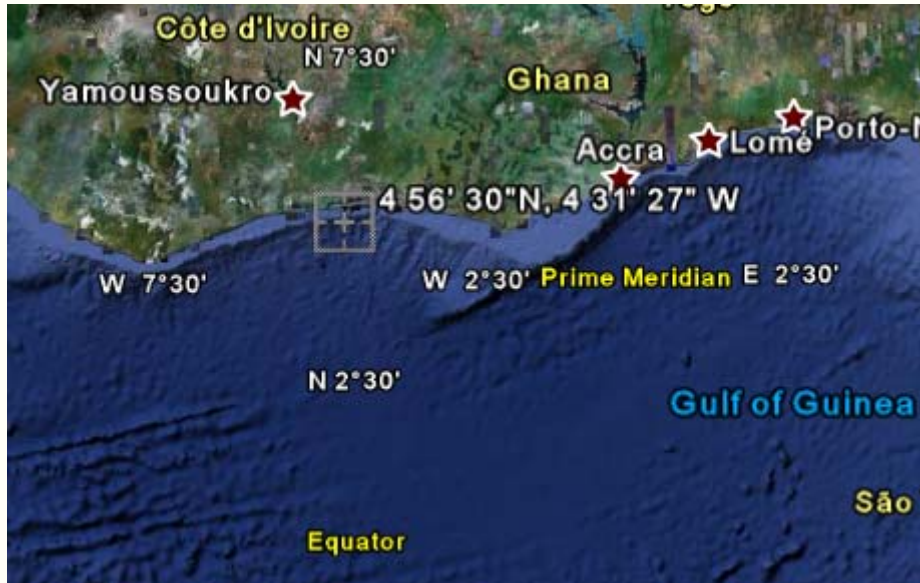 Togo
Côte d'Ivoire
N 7°30'
Yamoussoukro
Ghana
Accra
Lomé
Porto-N
4 56' 30"N, 4 31' 27" W
W 7°30'
W 2°30'
Prime Meridian
E 2°30'
N 2°30'
Gulf of Guinea
São
Equator